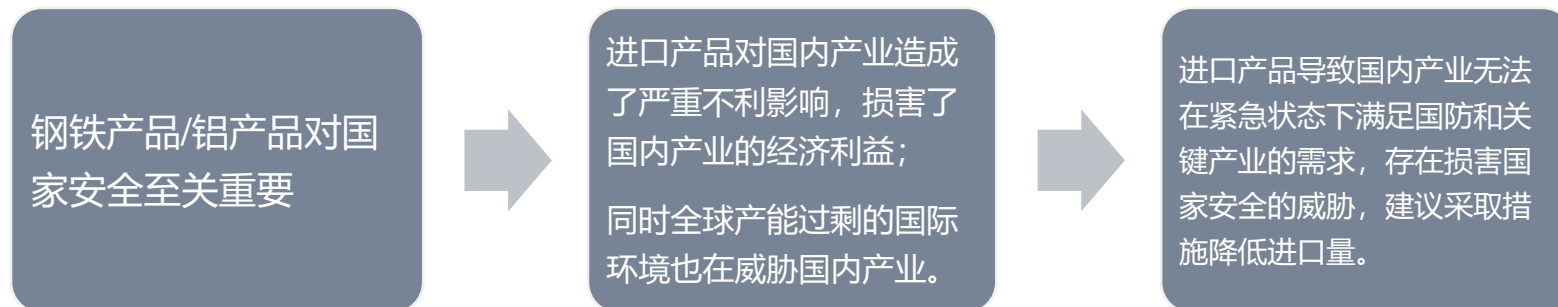 钢铁产品/铝产品对国
家安全至关重要
进口产品对国内产业造成
了严重不利影响，损害了
国内产业的经济利益；
同时全球产能过剩的国际
环境也在威胁国内产业。
进口产品导致国内产业无法
在紧急状态下满足国防和关
键产业的需求，存在损害国
家安全的威胁，建议采取措
施降低进口量。